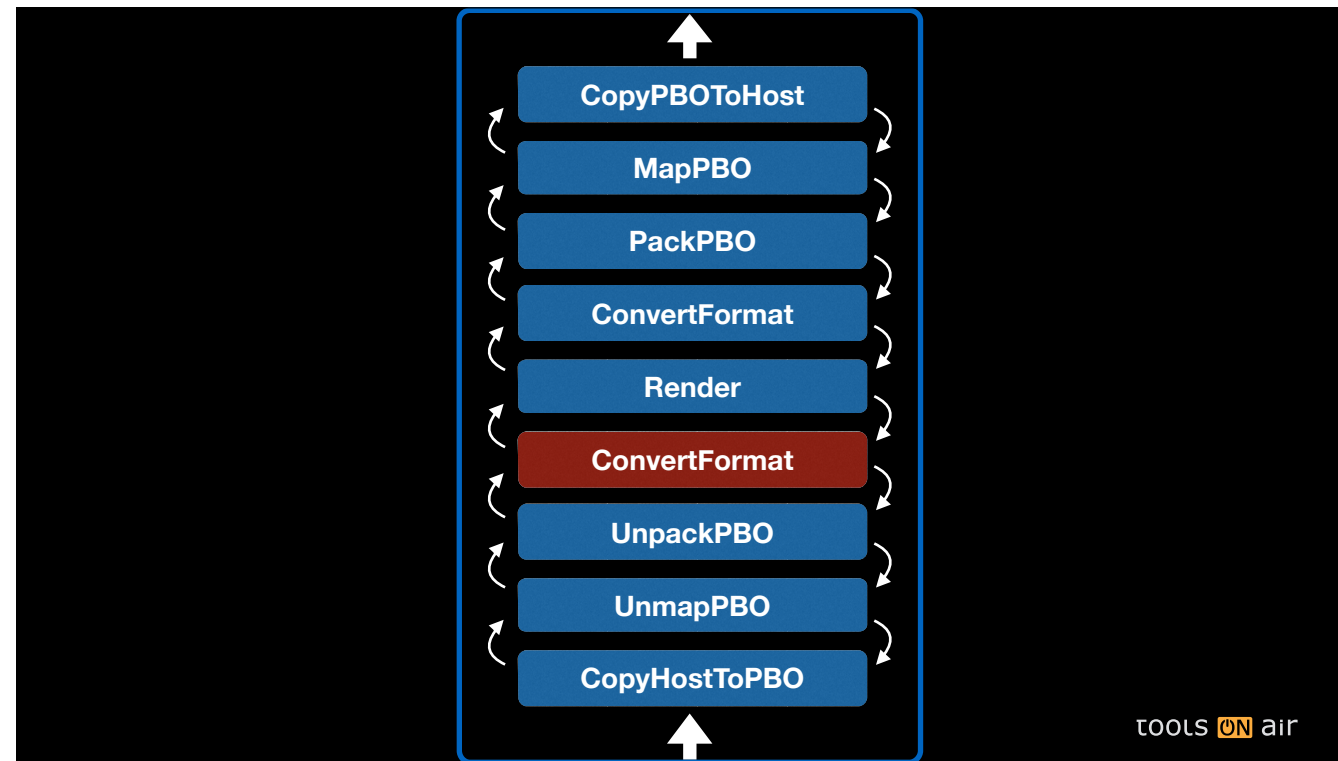 CopyPBOToHost
MapPBO
PackPBO
ConvertFormat
Render
ConvertFormat
UnpackPBO
UnmapPBO
CopyHostToPBO
TOOLS ON air